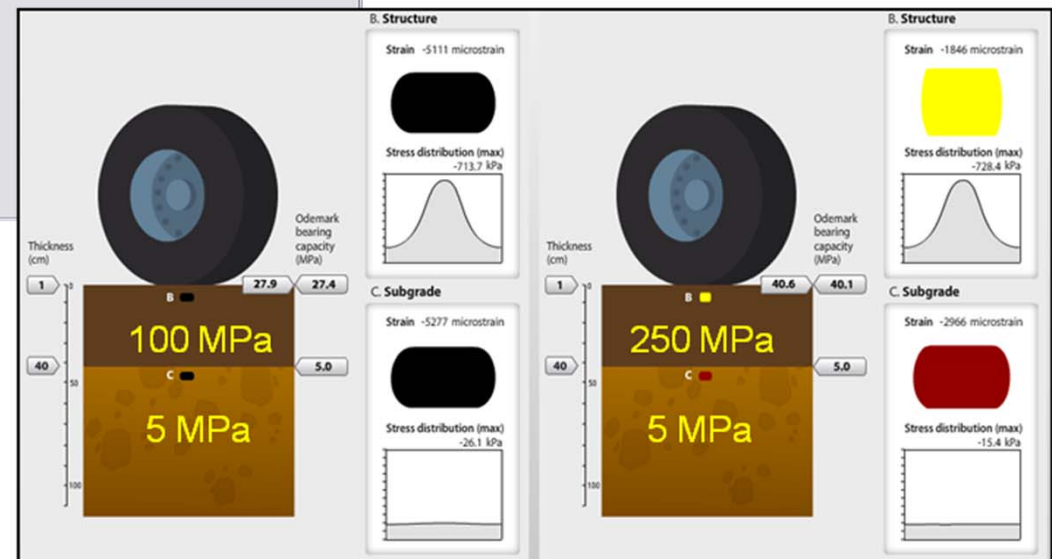 B. Structure
Strain -5111 microstrain
Stress distribution (max)
-713.7 kPa
Thickness
(cm)
Odemark
bearing
capacity
(MPa)
1
0
27.9
27.4
B
100 MPa
40
5.0
C
50
5 MPa
100
C. Subgrade
Strain -5277 microstrain
Stress distribution (max)
-26.1 kPa
B. Structure
Strain -1846 microstrain
Stress distribution (max)
-728.4 kPa
Thickness
(cm)
Odemark
bearing
capacity
(MPa)
1
0
40.6
40.1
B
250 MPa
40
5.0
C
50
5 MPa
100
C. Subgrade
Strain -2966 microstrain
Stress distribution (max)
-15.4 kPa